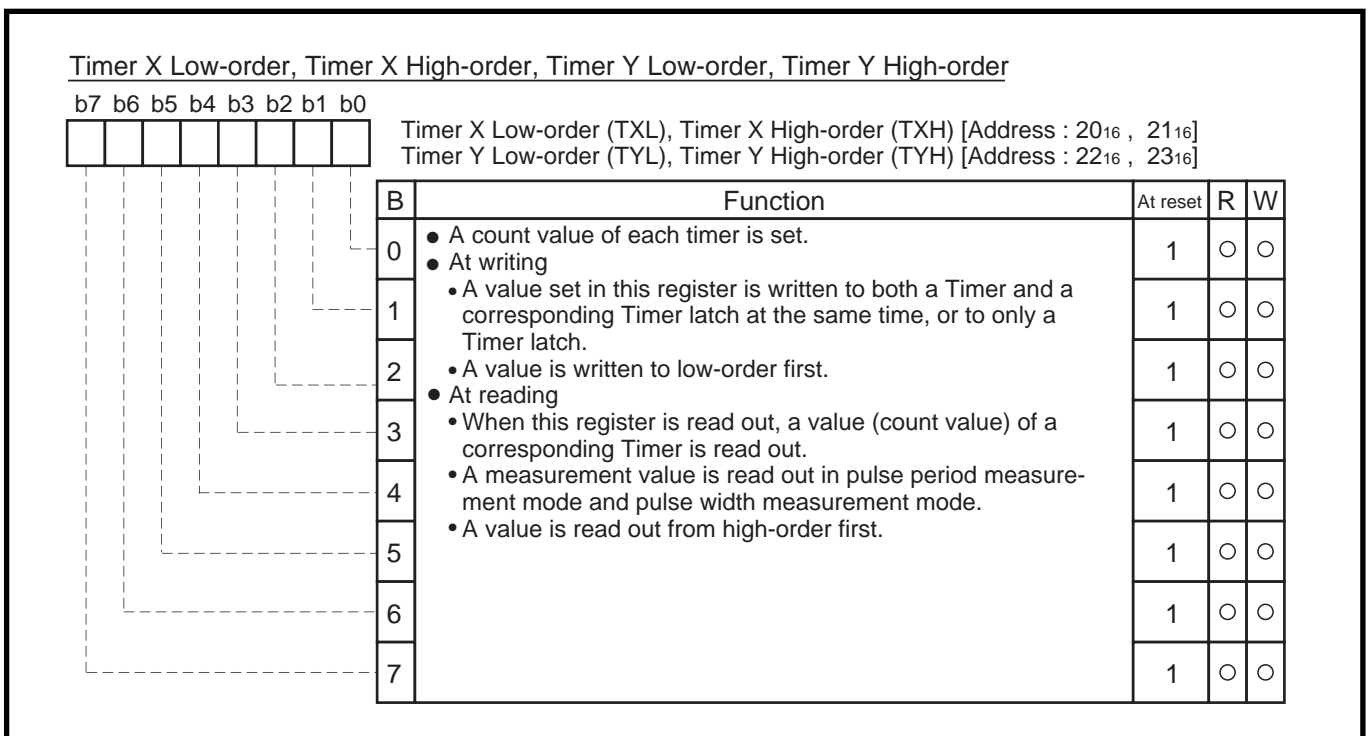 Timer X Low-order, Timer X High-order, Timer Y Low-order, Timer Y High-order
b7 b6 b5 b4 b3 b2 b1 b0
Timer X Low-order (TXL), Timer X High-order (TXH) [Address : 20₁₆ , 21₁₆]
Timer Y Low-order (TYL), Timer Y High-order (TYH) [Address : 22₁₆ , 23₁₆]
B Function At reset R W
0 ● A count value of each timer is set. 1 ○ ○
● At writing
• A value set in this register is written to both a Timer and a
1 corresponding Timer latch at the same time, or to only a 1 ○ ○
Timer latch.
2 • A value is written to low-order first. 1 ○ ○
● At reading
3 • When this register is read out, a value (count value) of a 1 ○ ○
corresponding Timer is read out.
• A measurement value is read out in pulse period measure-
4 ment mode and pulse width measurement mode. 1 ○ ○
• A value is read out from high-order first.
5 1 ○ ○
6 1 ○ ○
7 1 ○ ○